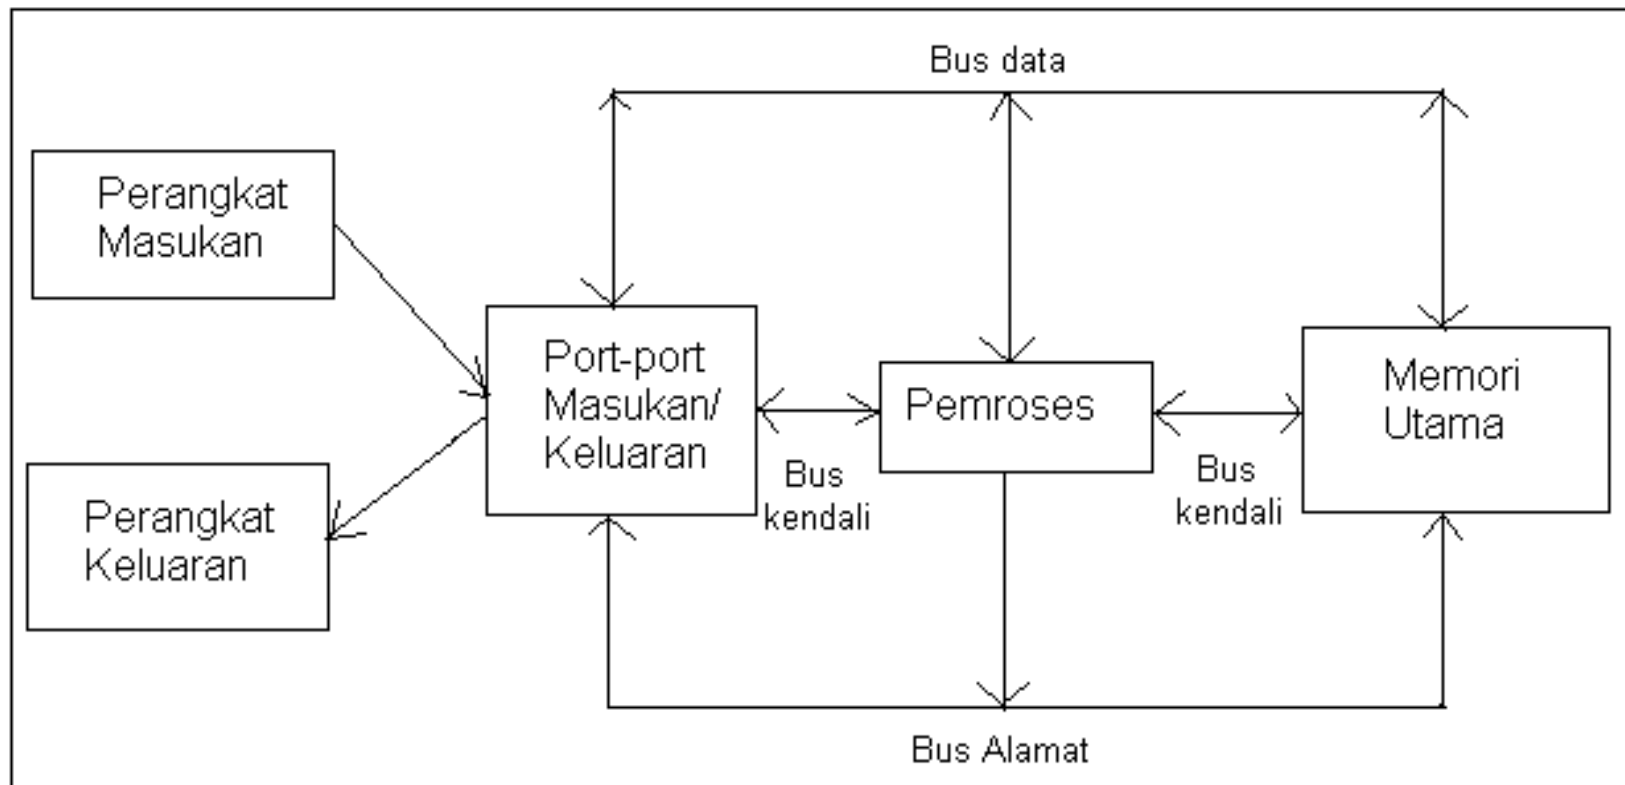 Bus data
Perangkat
Masukan
Port-port
Masukan/
Keluaran
Pemroses
Memori
Utama
Bus
kendali
Bus
kendali
Perangkat
Keluaran
Bus Alamat